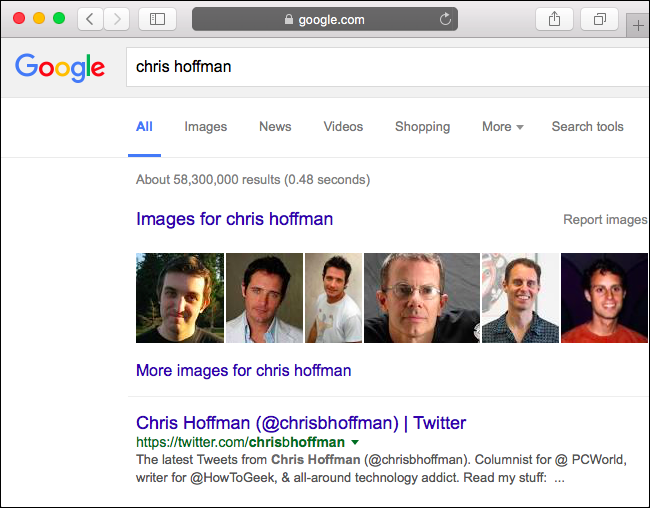 google.com
Google
chris hoffman
All Images News Videos Shopping More Search tools
About 58,300,000 results (0.48 seconds)
Images for chris hoffman
Report images
More images for chris hoffman
Chris Hoffman (@chrisbhoffman) | Twitter
https://twitter.com/chrisbhoffman
The latest Tweets from Chris Hoffman (@chrisbhoffman). Columnist for @ PCWorld,
writer for @HowToGeek, & all-around technology addict. Read my stuff: ...